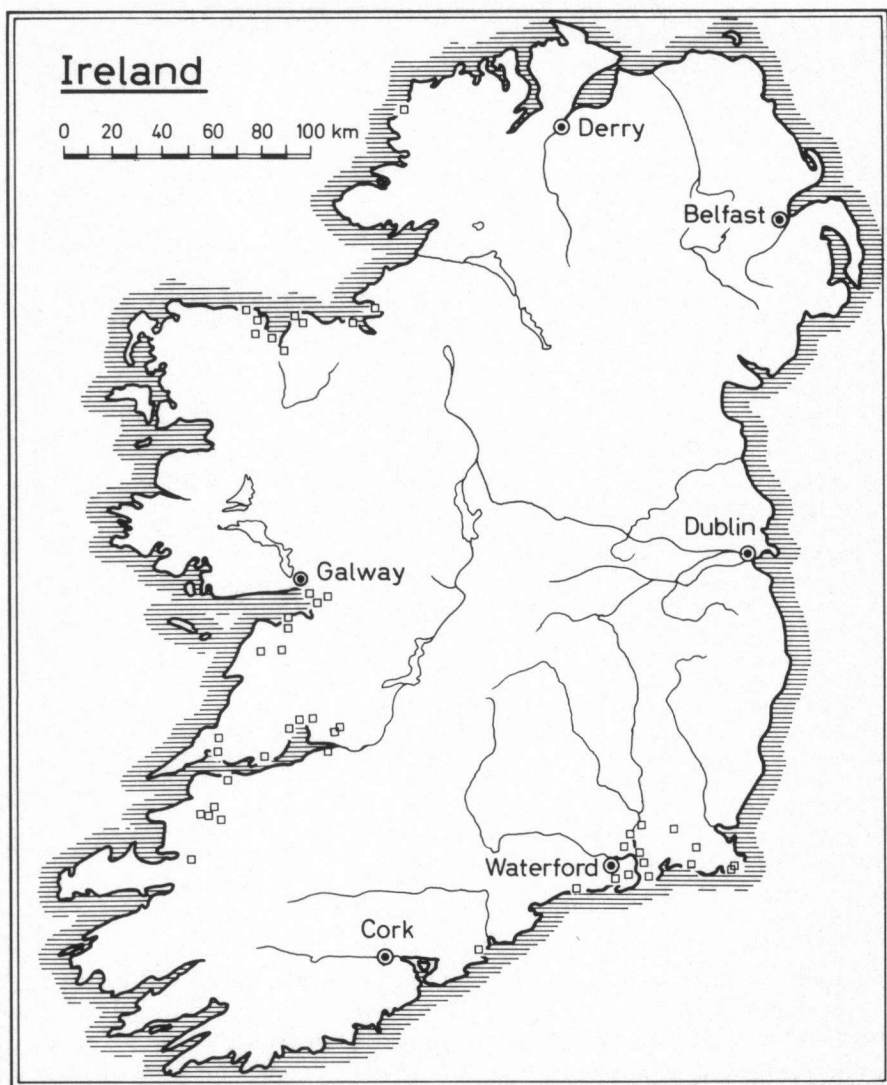 Ireland
0 20 40 60 80 100 km
Derry
Belfast
Dublin
Galway
Waterford
Cork